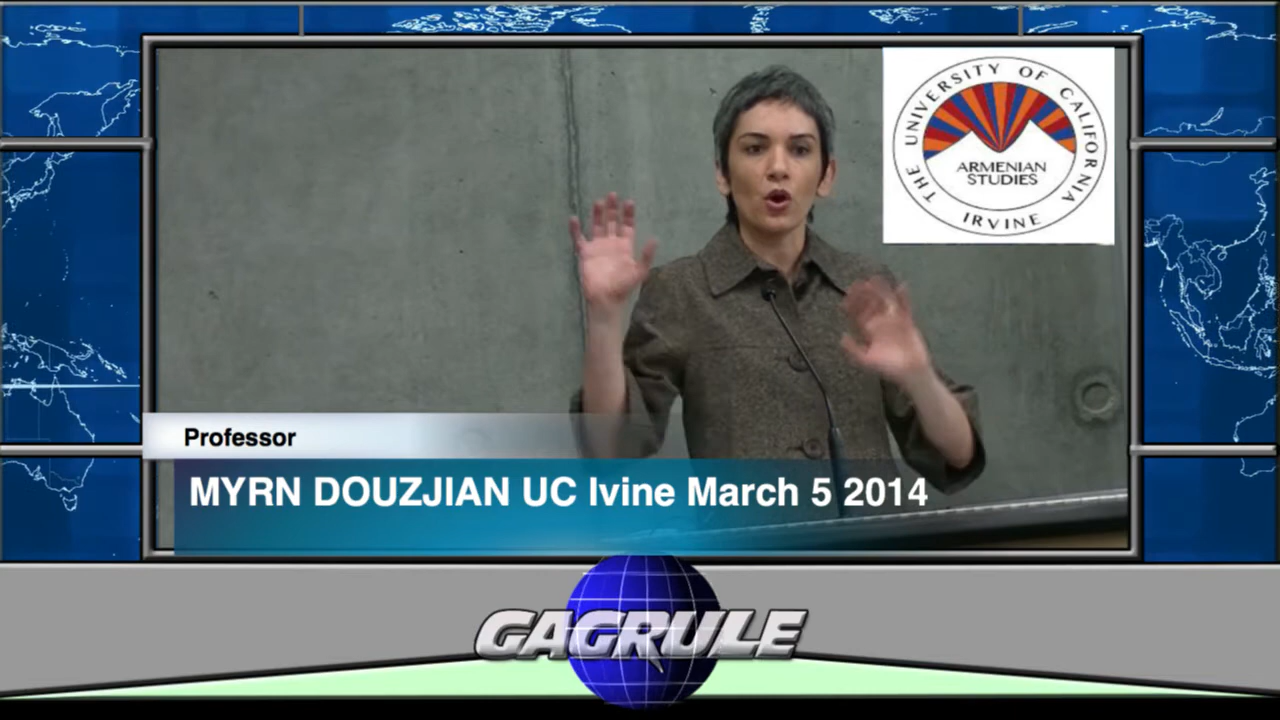 THE UNIVERSITY OF CALIFORNIA
ARMENIAN
STUDIES
IRVINE
Professor
MYRN DOUZJIAN UC Ivine March 5 2014
GAGRULE